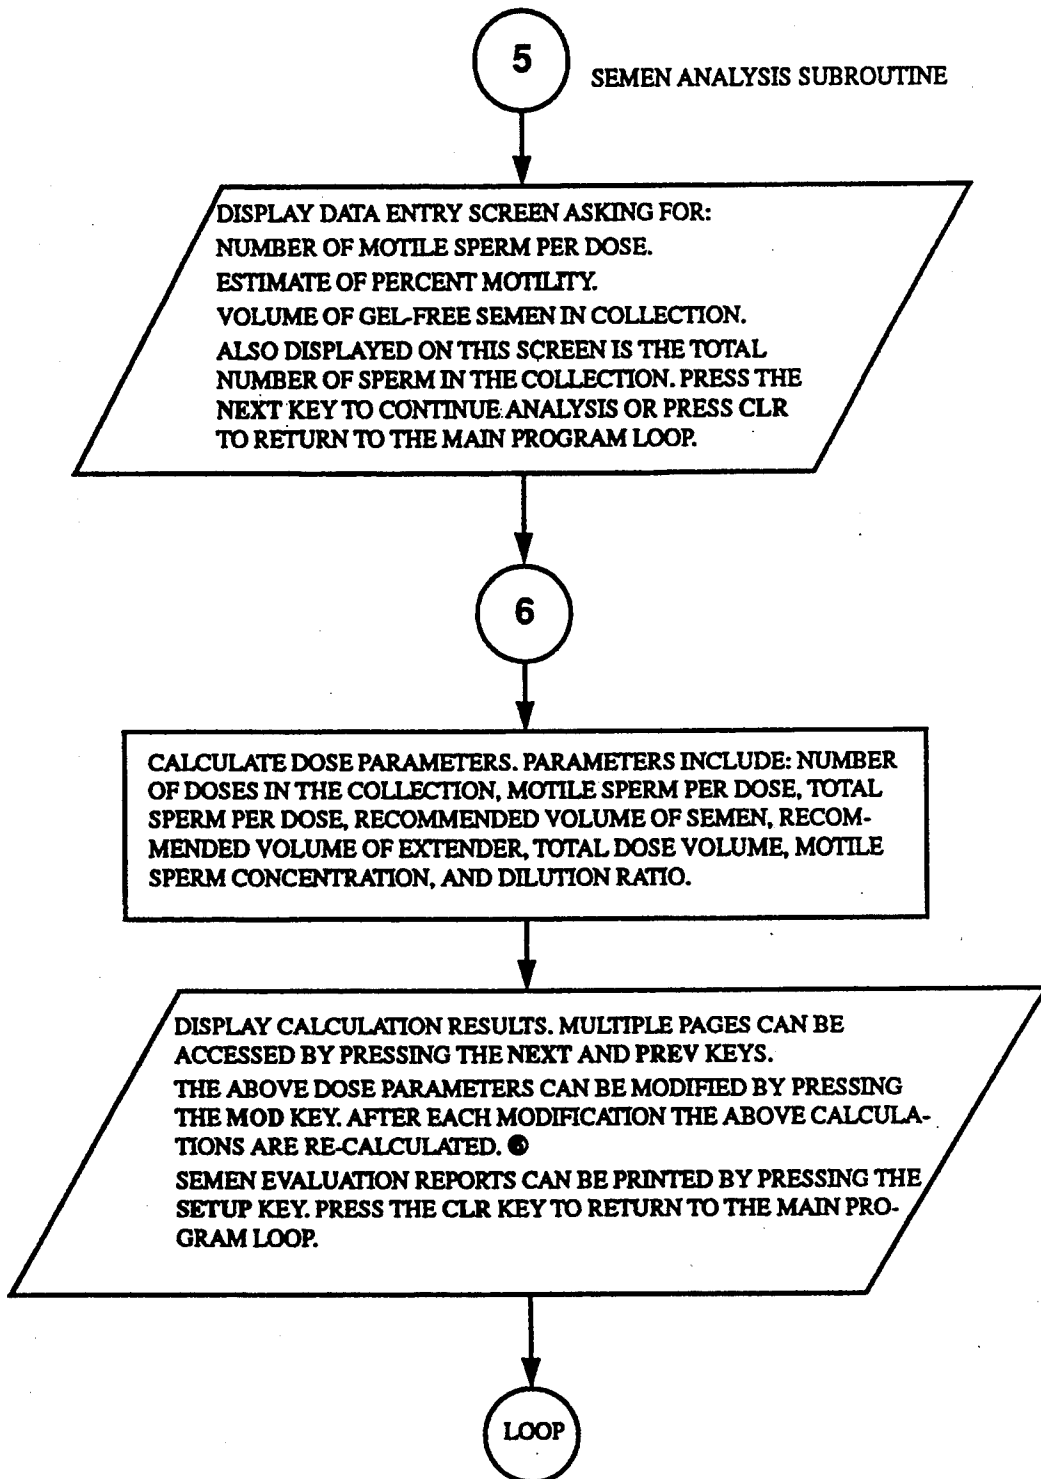 5
SEMEN ANALYSIS SUBROUTINE
DISPLAY DATA ENTRY SCREEN ASKING FOR:
NUMBER OF MOTILE SPERM PER DOSE.
ESTIMATE OF PERCENT MOTILITY.
VOLUME OF GEL-FREE SEMEN IN COLLECTION.
ALSO DISPLAYED ON THIS SCREEN IS THE TOTAL
NUMBER OF SPERM IN THE COLLECTION. PRESS THE
NEXT KEY TO CONTINUE ANALYSIS OR PRESS CLR
TO RETURN TO THE MAIN PROGRAM LOOP.
6
CALCULATE DOSE PARAMETERS. PARAMETERS INCLUDE: NUMBER
OF DOSES IN THE COLLECTION, MOTILE SPERM PER DOSE, TOTAL
SPERM PER DOSE, RECOMMENDED VOLUME OF SEMEN, RECOM-
MENDED VOLUME OF EXTENDER, TOTAL DOSE VOLUME, MOTILE
SPERM CONCENTRATION, AND DILUTION RATIO.
DISPLAY CALCULATION RESULTS. MULTIPLE PAGES CAN BE
ACCESSED BY PRESSING THE NEXT AND PREV KEYS.
THE ABOVE DOSE PARAMETERS CAN BE MODIFIED BY PRESSING
THE MOD KEY. AFTER EACH MODIFICATION THE ABOVE CALCULA-
TIONS ARE RE-CALCULATED.
SEMEN EVALUATION REPORTS CAN BE PRINTED BY PRESSING THE
SETUP KEY. PRESS THE CLR KEY TO RETURN TO THE MAIN PRO-
GRAM LOOP.
LOOP